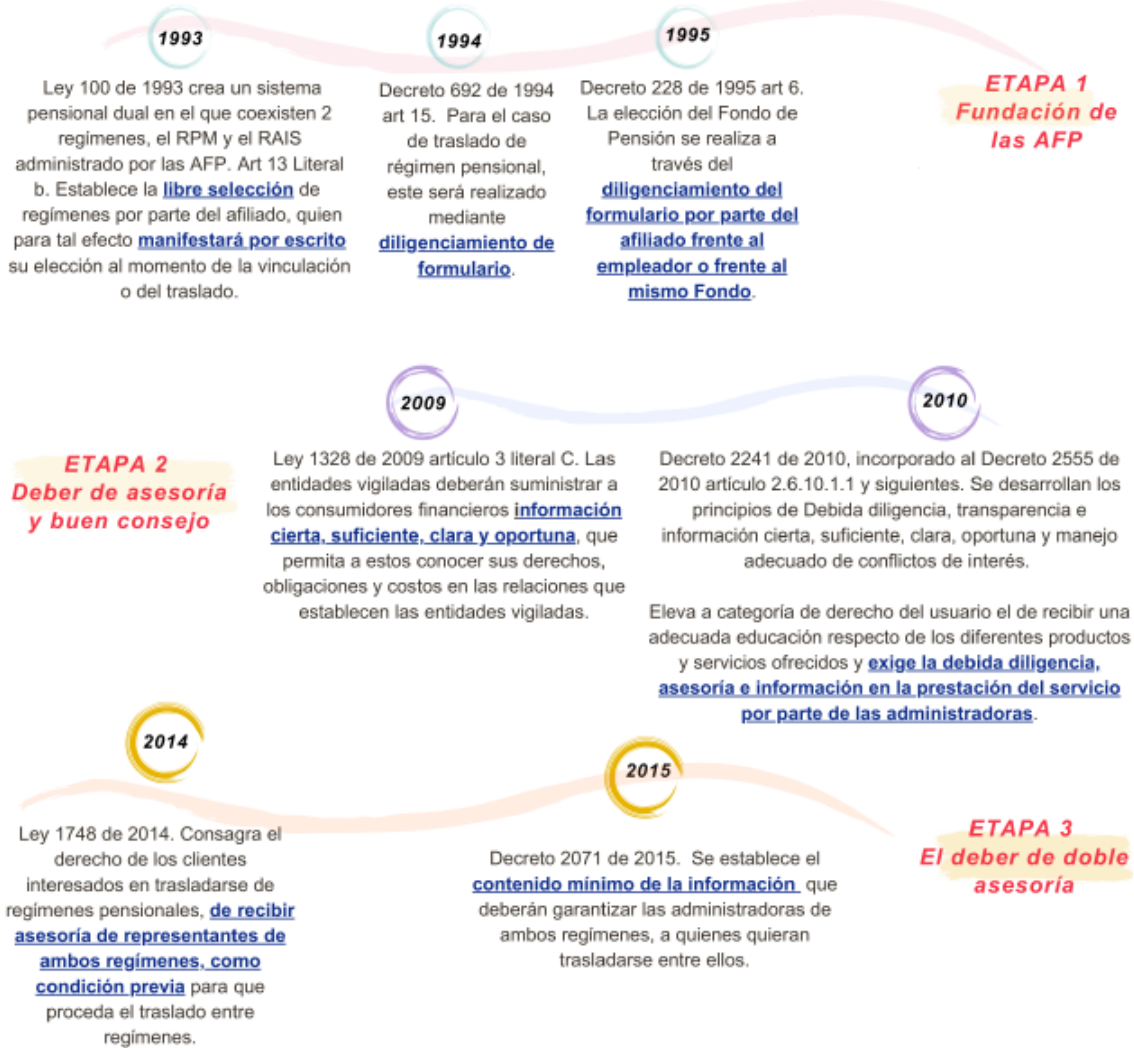 1993
Ley 100 de 1993 crea un sistema
pensional dual en el que coexisten 2
regímenes, el RPM y el RAIS
administrado por las AFP. Art 13 Literal
b. Establece la libre selección de
regímenes por parte del afiliado, quien
para tal efecto manifestará por escrito
su elección al momento de la vinculación
o del traslado.
1994
Decreto 692 de 1994
art 15. Para el caso
de traslado de
régimen pensional,
este será realizado
mediante
diligenciamiento de
formulario.
1995
Decreto 228 de 1995 art 6.
La elección del Fondo de
Pensión se realiza a
través del
diligenciamiento del
formulario por parte del
afiliado frente al
empleador o frente al
mismo Fondo.
ETAPA 1
Fundación de
las AFP
ETAPA 2
Deber de asesoría
y buen consejo
2009
Ley 1328 de 2009 artículo 3 literal C. Las
entidades vigiladas deberán suministrar a
los consumidores financieros información
cierta, suficiente, clara y oportuna, que
permita a estos conocer sus derechos,
obligaciones y costos en las relaciones que
establecen las entidades vigiladas.
2010
Decreto 2241 de 2010, incorporado al Decreto 2555 de
2010 artículo 2.6.10.1.1 y siguientes. Se desarrollan los
principios de Debida diligencia, transparencia e
información cierta, suficiente, clara, oportuna y manejo
adecuado de conflictos de interés.
Eleva a categoría de derecho del usuario el de recibir una
adecuada educación respecto de los diferentes productos
y servicios ofrecidos y exige la debida diligencia,
asesoría e información en la prestación del servicio
por parte de las administradoras.
2014
Ley 1748 de 2014. Consagra el
derecho de los clientes
interesados en trasladarse de
regímenes pensionales, de recibir
asesoría de representantes de
ambos regímenes, como
condición previa para que
proceda el traslado entre
regímenes.
2015
Decreto 2071 de 2015. Se establece el
contenido mínimo de la información que
deberán garantizar las administradoras de
ambos regímenes, a quienes quieran
trasladarse entre ellos.
ETAPA 3
El deber de doble
asesoría